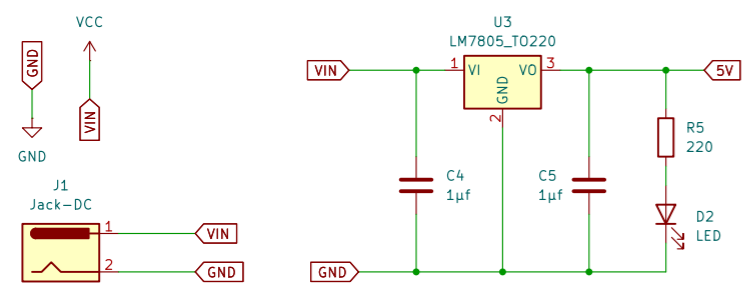 VCC
GND
VIN
GND
J1
Jack-DC
1
VIN
2
GND
U3
LM7805_TO220
VIN
1
VI
VO
3
GND
2
5V
C4
1µf
C5
1µf
R5
220
D2
LED
GND